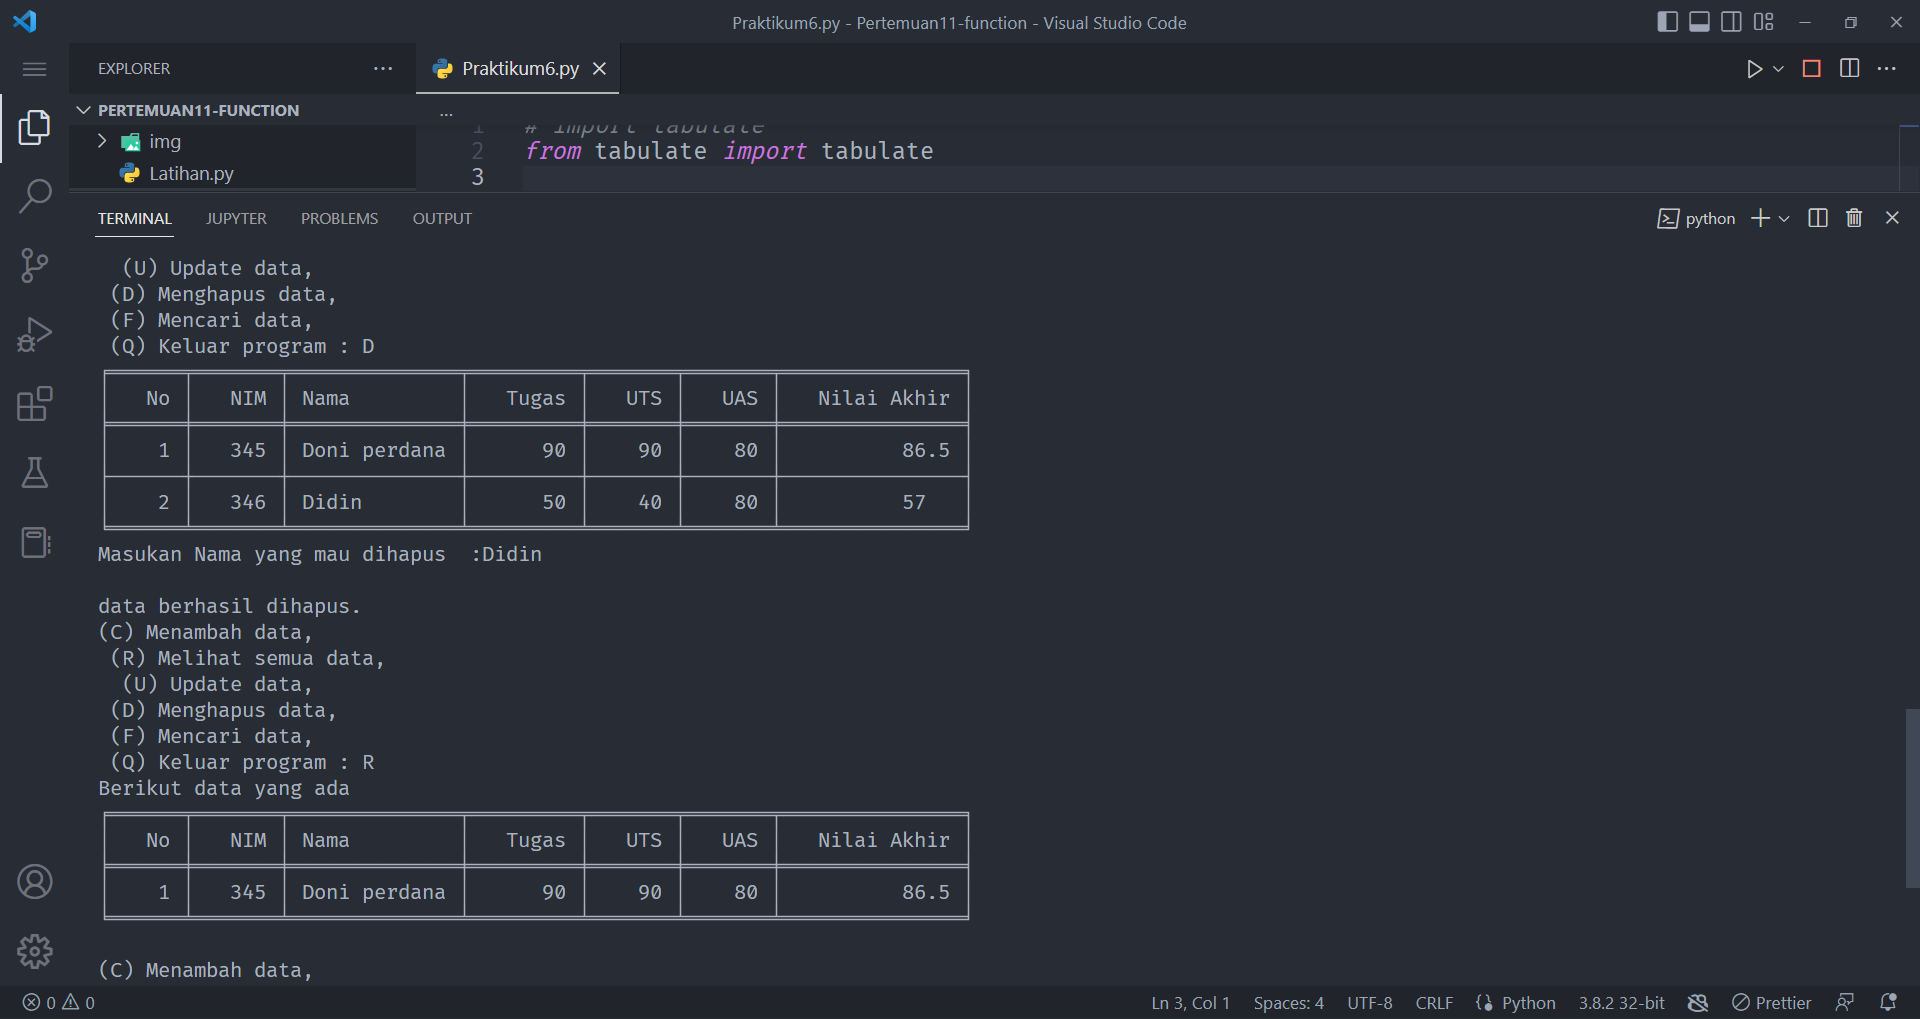 Praktikum6.py - Pertemuan11-function - Visual Studio Code
EXPLORER
Praktikum6.py
PERTEMUAN11-FUNCTION
...
img
Latihan.py
1 # import tabulate
2 from tabulate import tabulate
3
TERMINAL JUPYTER PROBLEMS OUTPUT
python
(U) Update data,
(D) Menghapus data,
(F) Mencari data,
(Q) Keluar program : D
No NIM Nama Tugas UTS UAS Nilai Akhir
1 345 Doni perdana 90 90 80 86.5
2 346 Didin 50 40 80 57
Masukan Nama yang mau dihapus :Didin
data berhasil dihapus.
(C) Menambah data,
(R) Melihat semua data,
(U) Update data,
(D) Menghapus data,
(F) Mencari data,
(Q) Keluar program : R
Berikut data yang ada
No NIM Nama Tugas UTS UAS Nilai Akhir
1 345 Doni perdana 90 90 80 86.5
(C) Menambah data,
0 0 Ln 3, Col 1 Spaces: 4 UTF-8 CRLF Python 3.8.2 32-bit Prettier